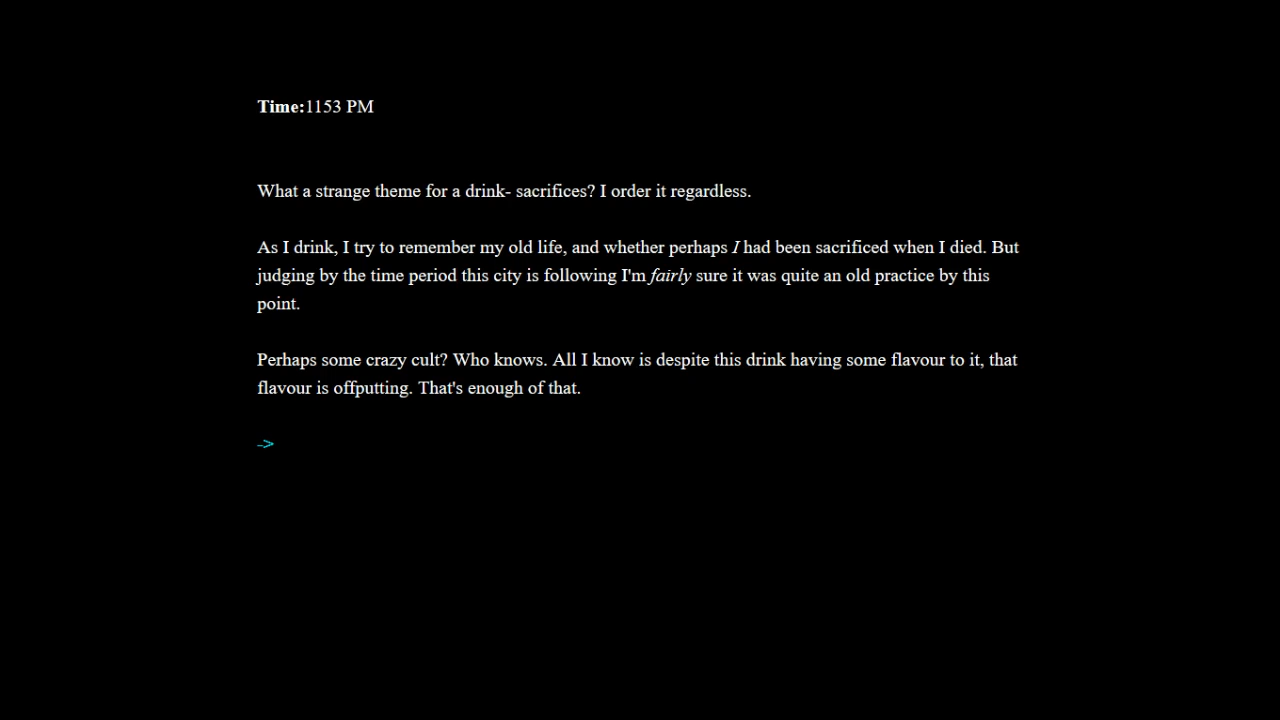 Time:1153 PM
What a strange theme for a drink- sacrifices? I order it regardless.
As I drink, I try to remember my old life, and whether perhaps I had been sacrificed when I died. But
judging by the time period this city is following I'm fairly sure it was quite an old practice by this
point.
Perhaps some crazy cult? Who knows. All I know is despite this drink having some flavour to it, that
flavour is offputting. That's enough of that.
->